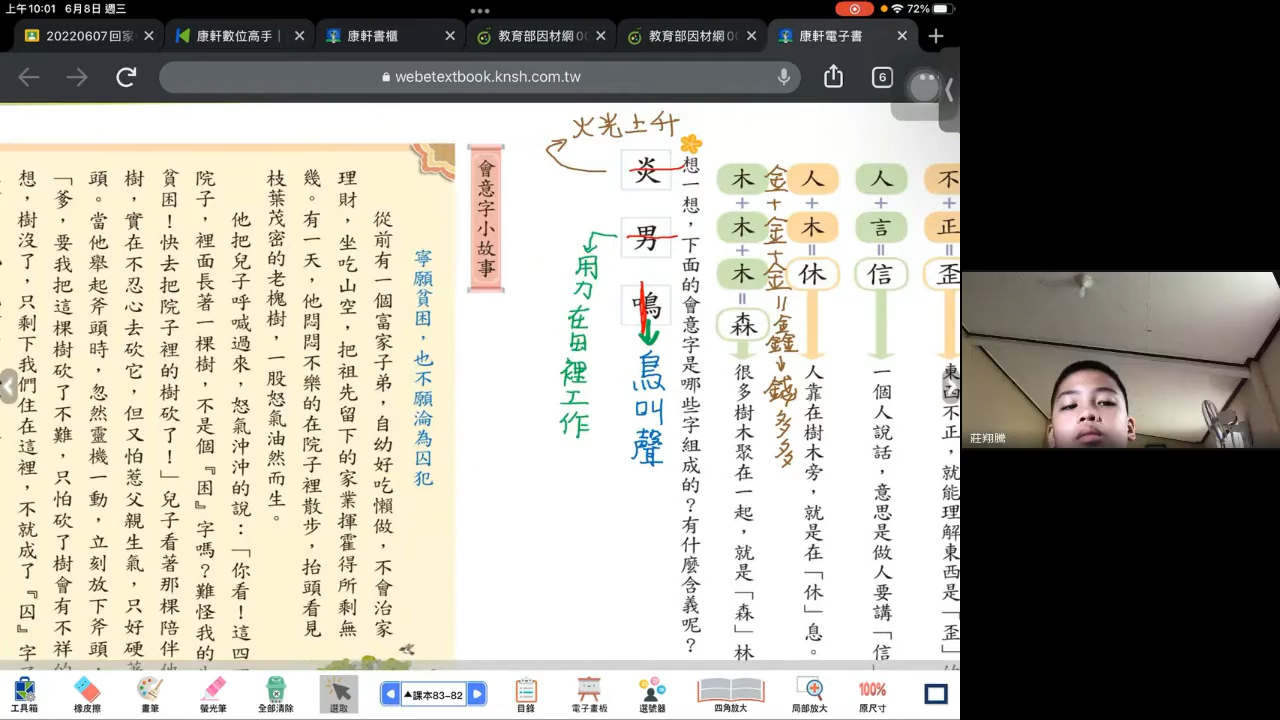 上午10:01 6月8日 週三
72%
20220607回家
康軒數位高手 |
康軒書櫃
教育部因材網
教育部因材網
康軒電子書
webetextbook.knsh.com.tw
6
不+正=歪
人+言=信
一個人說話，意思是做人要講「信」
人+木=休
人靠在樹木旁，就是在「休」息。
金+金+金=鑫→錢多多
木+木+木=森
很多樹木聚在一起，就是「森」林
想一想，下面的會意字是哪些字組成的？有什麼含義呢？
炎
火光上升
男
用力在田裡工作
鳴
鳥叫聲
會意字小故事
寧願貧困，也不願淪為囚犯
從前有一個富家子弟，自幼好吃懶做，不會治家
理財，坐吃山空，把祖先留下的家業揮霍得所剩無
幾。有一天，他悶悶不樂的在院子裡散步，抬頭看見
枝葉茂密的老槐樹，一股怒氣油然而生。
他把兒子呼喊過來，怒氣沖沖的說：「你看！這四
院子，裡面長著一棵樹，不是個『困』字嗎？難怪我的
貧困！快去把院子裡的樹砍了！」兒子看著那棵陪伴他
樹，實在不忍心去砍它，但又怕惹父親生氣，只好硬著
頭。當他舉起斧頭時，忽然靈機一動，立刻放下斧頭，
「爹，要我把這棵樹砍了不難，只怕砍了樹會有不祥的
想，樹沒了，只剩下我們住在這裡，不就成了『囚』字
莊翔騰
工具箱
橡皮擦
畫筆
螢光筆
全部清除
選取
▲課本83-82
目錄
電子畫板
選號器
四角放大
局部放大
100%
原尺寸